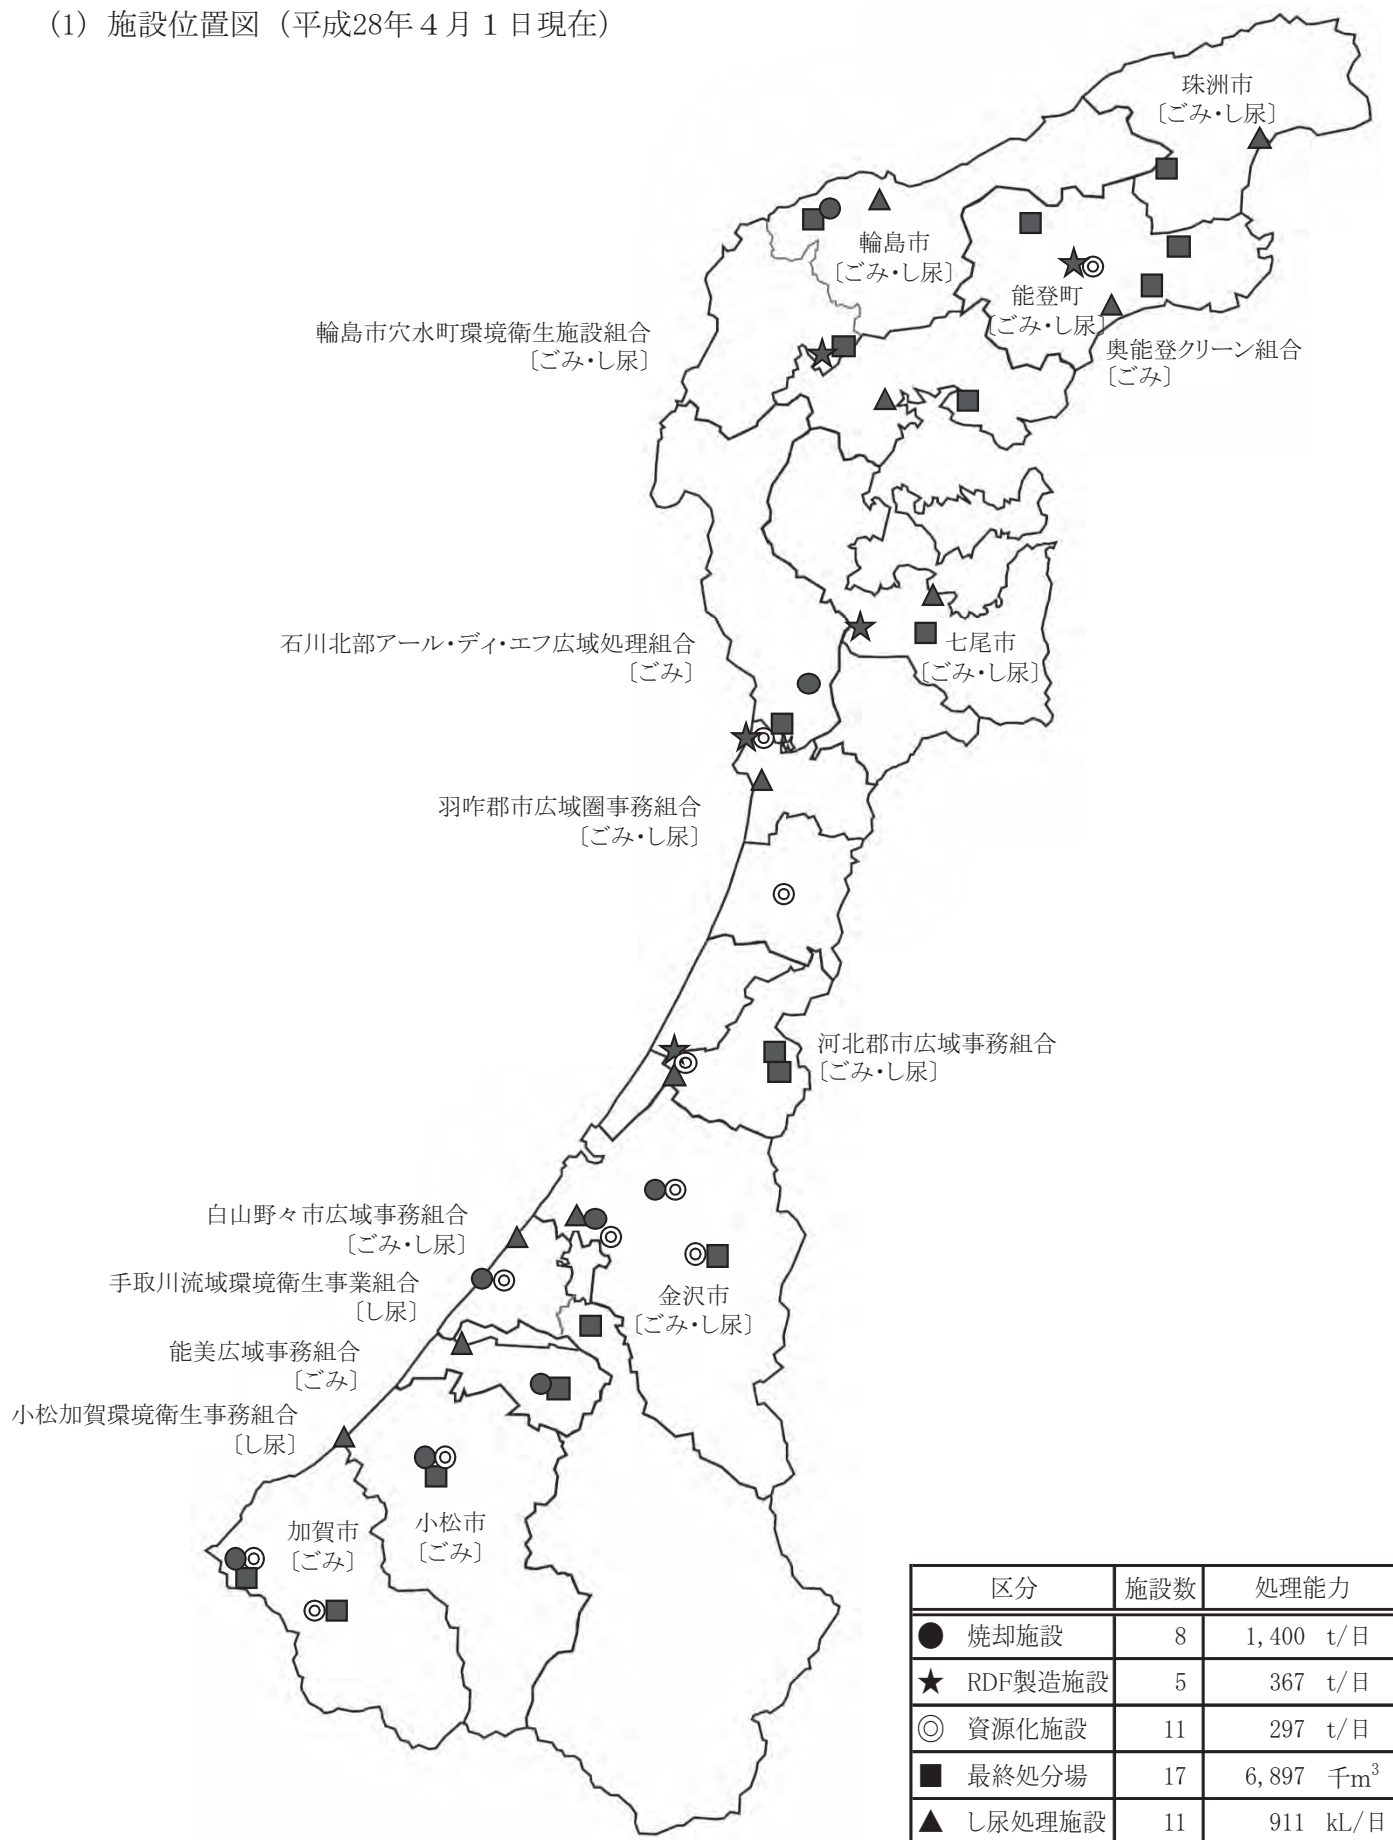 (1) 施設位置図（平成28年４月１日現在）
珠洲市
〔ごみ・し尿〕
輪島市
〔ごみ・し尿〕
能登町
〔ごみ・し尿〕
輪島市穴水町環境衛生施設組合
〔ごみ・し尿〕
奥能登クリーン組合
〔ごみ〕
石川北部アール・ディ・エフ広域処理組合
〔ごみ〕
七尾市
〔ごみ・し尿〕
羽咋郡市広域圏事務組合
〔ごみ・し尿〕
河北郡市広域事務組合
〔ごみ・し尿〕
白山野々市広域事務組合
〔ごみ・し尿〕
手取川流域環境衛生事業組合
〔し尿〕
金沢市
〔ごみ・し尿〕
能美広域事務組合
〔ごみ〕
小松加賀環境衛生事務組合
〔し尿〕
小松市
〔ごみ〕
加賀市
〔ごみ〕
区分 施設数 処理能力
● 焼却施設 8 1,400 t/日
★ RDF製造施設 5 367 t/日
◎ 資源化施設 11 297 t/日
■ 最終処分場 17 6,897 千m³
▲ し尿処理施設 11 911 kL/日